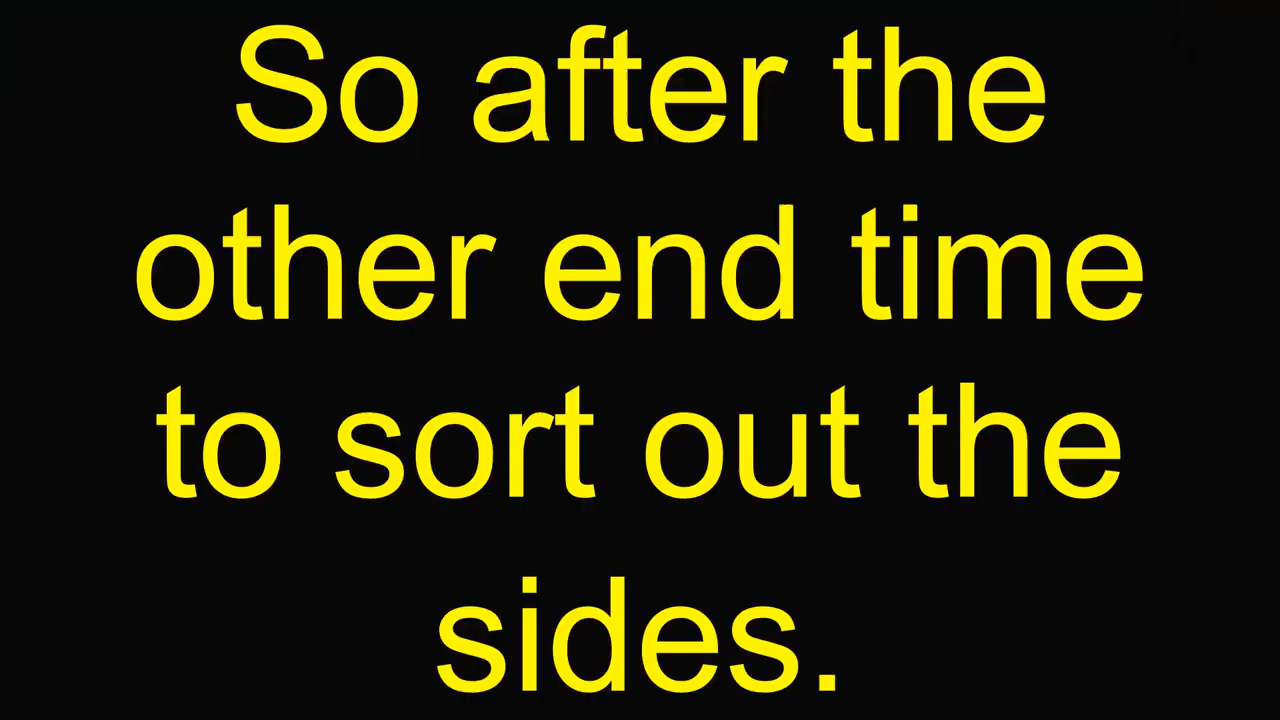 So after the
other end time
to sort out the
sides.